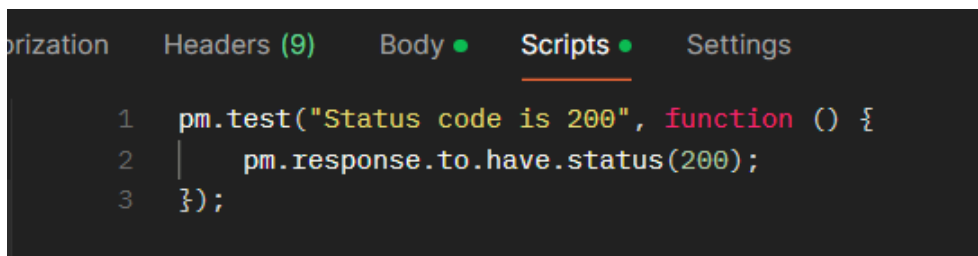 orization Headers (9) Body Scripts Settings
1 pm.test("Status code is 200", function () {
2 pm.response.to.have.status(200);
3 });